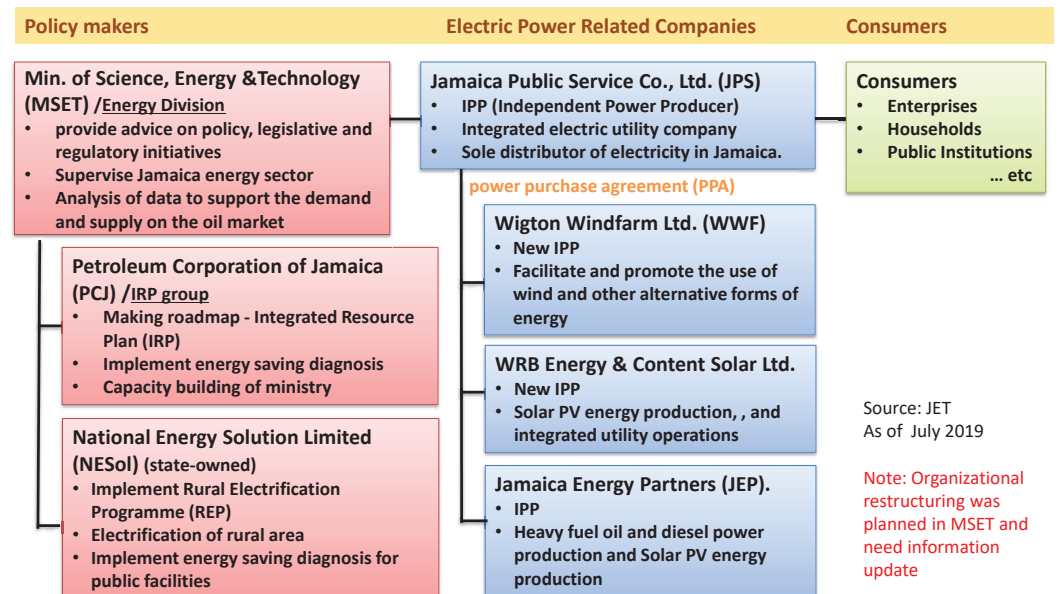 Policy makers
Electric Power Related Companies
Consumers
Min. of Science, Energy &Technology
(MSET) /Energy Division
• provide advice on policy, legislative and
regulatory initiatives
• Supervise Jamaica energy sector
• Analysis of data to support the demand
and supply on the oil market
Petroleum Corporation of Jamaica
(PCJ) /IRP group
• Making roadmap - Integrated Resource
Plan (IRP)
• Implement energy saving diagnosis
• Capacity building of ministry
National Energy Solution Limited
(NESol) (state-owned)
• Implement Rural Electrification
Programme (REP)
• Electrification of rural area
• Implement energy saving diagnosis for
public facilities
Jamaica Public Service Co., Ltd. (JPS)
• IPP (Independent Power Producer)
• Integrated electric utility company
• Sole distributor of electricity in Jamaica.
power purchase agreement (PPA)
Wigton Windfarm Ltd. (WWF)
• New IPP
• Facilitate and promote the use of
wind and other alternative forms of
energy
WRB Energy & Content Solar Ltd.
• New IPP
• Solar PV energy production, , and
integrated utility operations
Jamaica Energy Partners (JEP).
• IPP
• Heavy fuel oil and diesel power
production and Solar PV energy
production
Consumers
• Enterprises
• Households
• Public Institutions
... etc
Source: JET
As of July 2019
Note: Organizational
restructuring was
planned in MSET and
need information
update